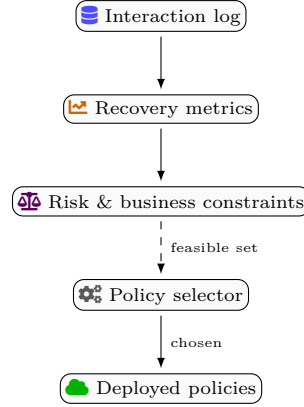 Interaction log
Recovery metrics
Risk & business constraints
feasible set
Policy selector
chosen
Deployed policies